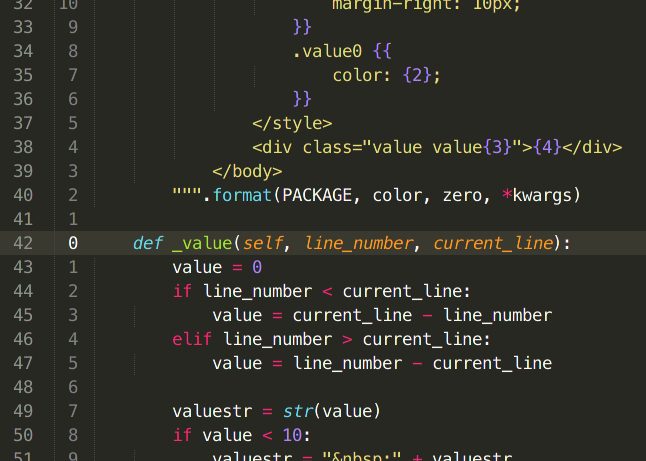 32 10 margin-right: 10px;
33 9 }}
34 8 .value0 {{
35 7 color: {2};
36 6 }}
37 5 </style>
38 4 <div class="value value{3}">{4}</div>
39 3 </body>
40 2 """.format(PACKAGE, color, zero, *kwargs)
41 1
42 0 def _value(self, line_number, current_line):
43 1 value = 0
44 2 if line_number < current_line:
45 3 value = current_line - line_number
46 4 elif line_number > current_line:
47 5 value = line_number - current_line
48 6
49 7 valuestr = str(value)
50 8 if value < 10:
51 9 valuestr = "&nbsp;" + valuestr